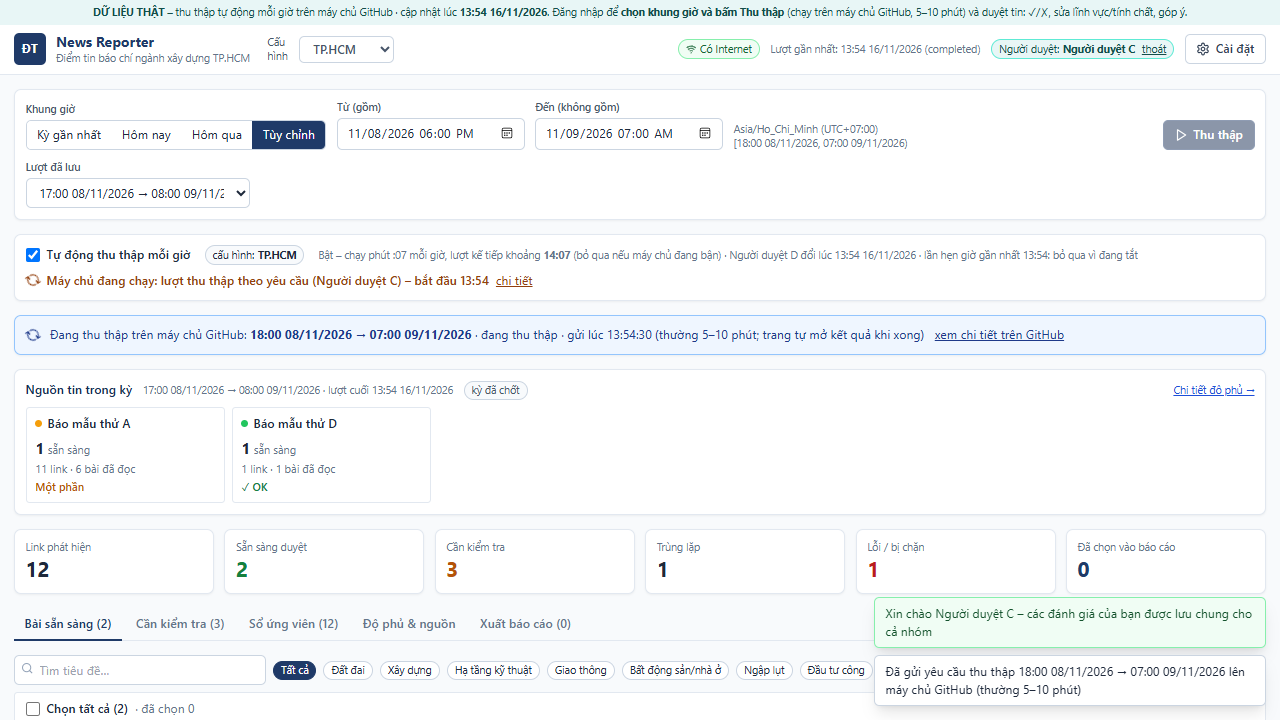 DỮ LIỆU THẬT – thu thập tự động mỗi giờ trên máy chủ GitHub · cập nhật lúc 13:54 16/11/2026. Đăng nhập để chọn khung giờ và bấm Thu thập (chạy trên máy chủ GitHub, 5–10 phút) và duyệt tin: ✓/✗, sửa lĩnh vực/tính chất, góp ý.
ĐT
News Reporter
Điểm tin báo chí ngành xây dựng TP.HCM
Cấu hình
TP.HCM
Có Internet
Lượt gần nhất: 13:54 16/11/2026 (completed)
Người duyệt: Người duyệt C thoát
Cài đặt
Khung giờ
Kỳ gần nhất
Hôm nay
Hôm qua
Tùy chỉnh
Từ (gồm)
11/08/2026 06:00 PM
Đến (không gồm)
11/09/2026 07:00 AM
Asia/Ho_Chi_Minh (UTC+07:00)
[18:00 08/11/2026, 07:00 09/11/2026)
Thu thập
Lượt đã lưu
17:00 08/11/2026 → 08:00 09/11/2
Tự động thu thập mỗi giờ
cấu hình: TP.HCM
Bật – chạy phút :07 mỗi giờ, lượt kế tiếp khoảng 14:07 (bỏ qua nếu máy chủ đang bận) · Người duyệt D đổi lúc 13:54 16/11/2026 · lần hẹn giờ gần nhất 13:54: bỏ qua vì đang tắt
Máy chủ đang chạy: lượt thu thập theo yêu cầu (Người duyệt C) – bắt đầu 13:54 chi tiết
Đang thu thập trên máy chủ GitHub: 18:00 08/11/2026 → 07:00 09/11/2026 · đang thu thập · gửi lúc 13:54:30 (thường 5–10 phút; trang tự mở kết quả khi xong) xem chi tiết trên GitHub
Nguồn tin trong kỳ
17:00 08/11/2026 → 08:00 09/11/2026 · lượt cuối 13:54 16/11/2026
kỳ đã chốt
Chi tiết độ phủ →
Báo mẫu thử A
1 sẵn sàng
11 link · 6 bài đã đọc
Một phần
Báo mẫu thử D
1 sẵn sàng
1 link · 1 bài đã đọc
✓ OK
Link phát hiện
12
Sẵn sàng duyệt
2
Cần kiểm tra
3
Trùng lặp
1
Lỗi / bị chặn
1
Đã chọn vào báo cáo
0
Bài sẵn sàng (2)
Cần kiểm tra (3)
Sổ ứng viên (12)
Độ phủ & nguồn
Xuất báo cáo (0)
Xin chào Người duyệt C – các đánh giá của bạn được lưu chung cho
cả nhóm
Tìm tiêu đề...
Tất cả
Đất đai
Xây dựng
Hạ tầng kỹ thuật
Giao thông
Bất động sản/nhà ở
Ngập lụt
Đầu tư công
Đã gửi yêu cầu thu thập 18:00 08/11/2026 → 07:00 09/11/2026 lên
máy chủ GitHub (thường 5–10 phút)
Chọn tất cả (2) · đã chọn 0